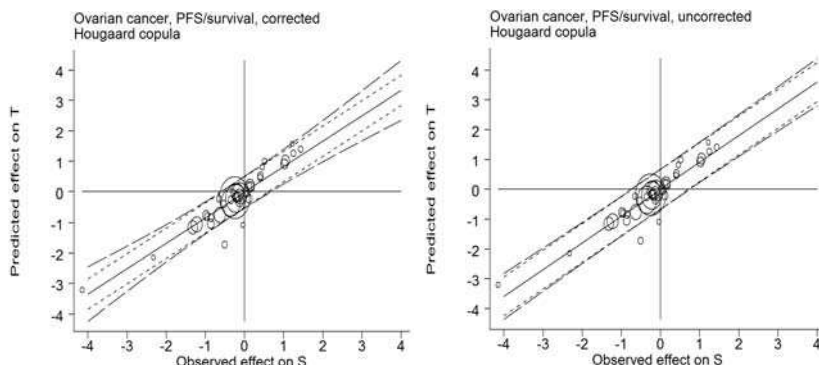 Ovarian cancer, PFS/survival, corrected
Hougaard copula
Predicted effect on T
4
3
2
1
0
-1
-2
-3
-4
-4 -3 -2 -1 0 1 2 3 4
Observed effect on S
Ovarian cancer, PFS/survival, uncorrected
Hougaard copula
Predicted effect on T
4
3
2
1
0
-1
-2
-3
-4
-4 -3 -2 -1 0 1 2 3 4
Observed effect on S